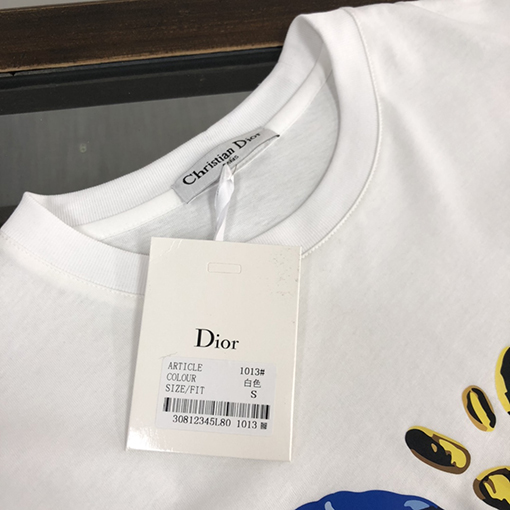 Christian Dior
PARIS
Dior
ARTICLE 1013#
COLOUR 白色
SIZE/FIT S
30812345L80 1013